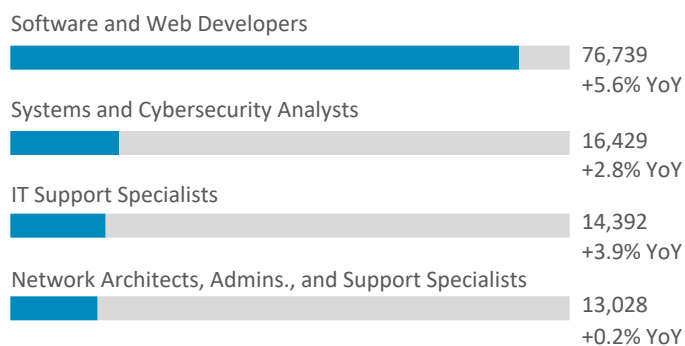 Software and Web Developers
76,739
+5.6% YoY
Systems and Cybersecurity Analysts
16,429
+2.8% YoY
IT Support Specialists
14,392
+3.9% YoY
Network Architects, Admins., and Support Specialists
13,028
+0.2% YoY